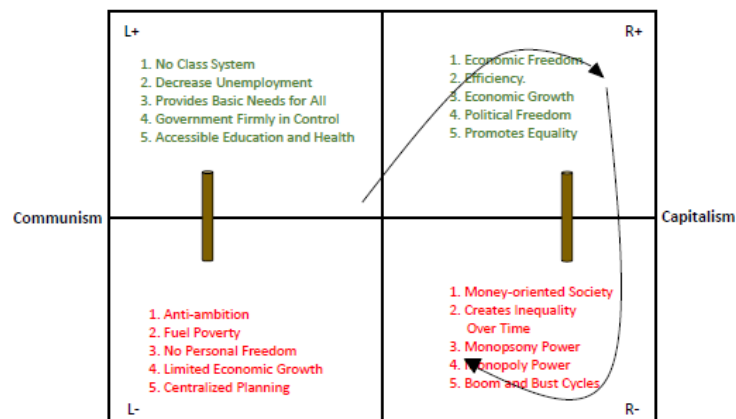 L+
R+
1. No Class System
2. Decrease Unemployment
3. Provides Basic Needs for All
4. Government Firmly in Control
5. Accessible Education and Health
1. Economic Freedom
2. Efficiency.
3. Economic Growth
4. Political Freedom
5. Promotes Equality
Communism
Capitalism
1. Anti-ambition
2. Fuel Poverty
3. No Personal Freedom
4. Limited Economic Growth
5. Centralized Planning
1. Money-oriented Society
2. Creates Inequality
Over Time
3. Monopsony Power
4. Monopoly Power
5. Boom and Bust Cycles
L-
R-